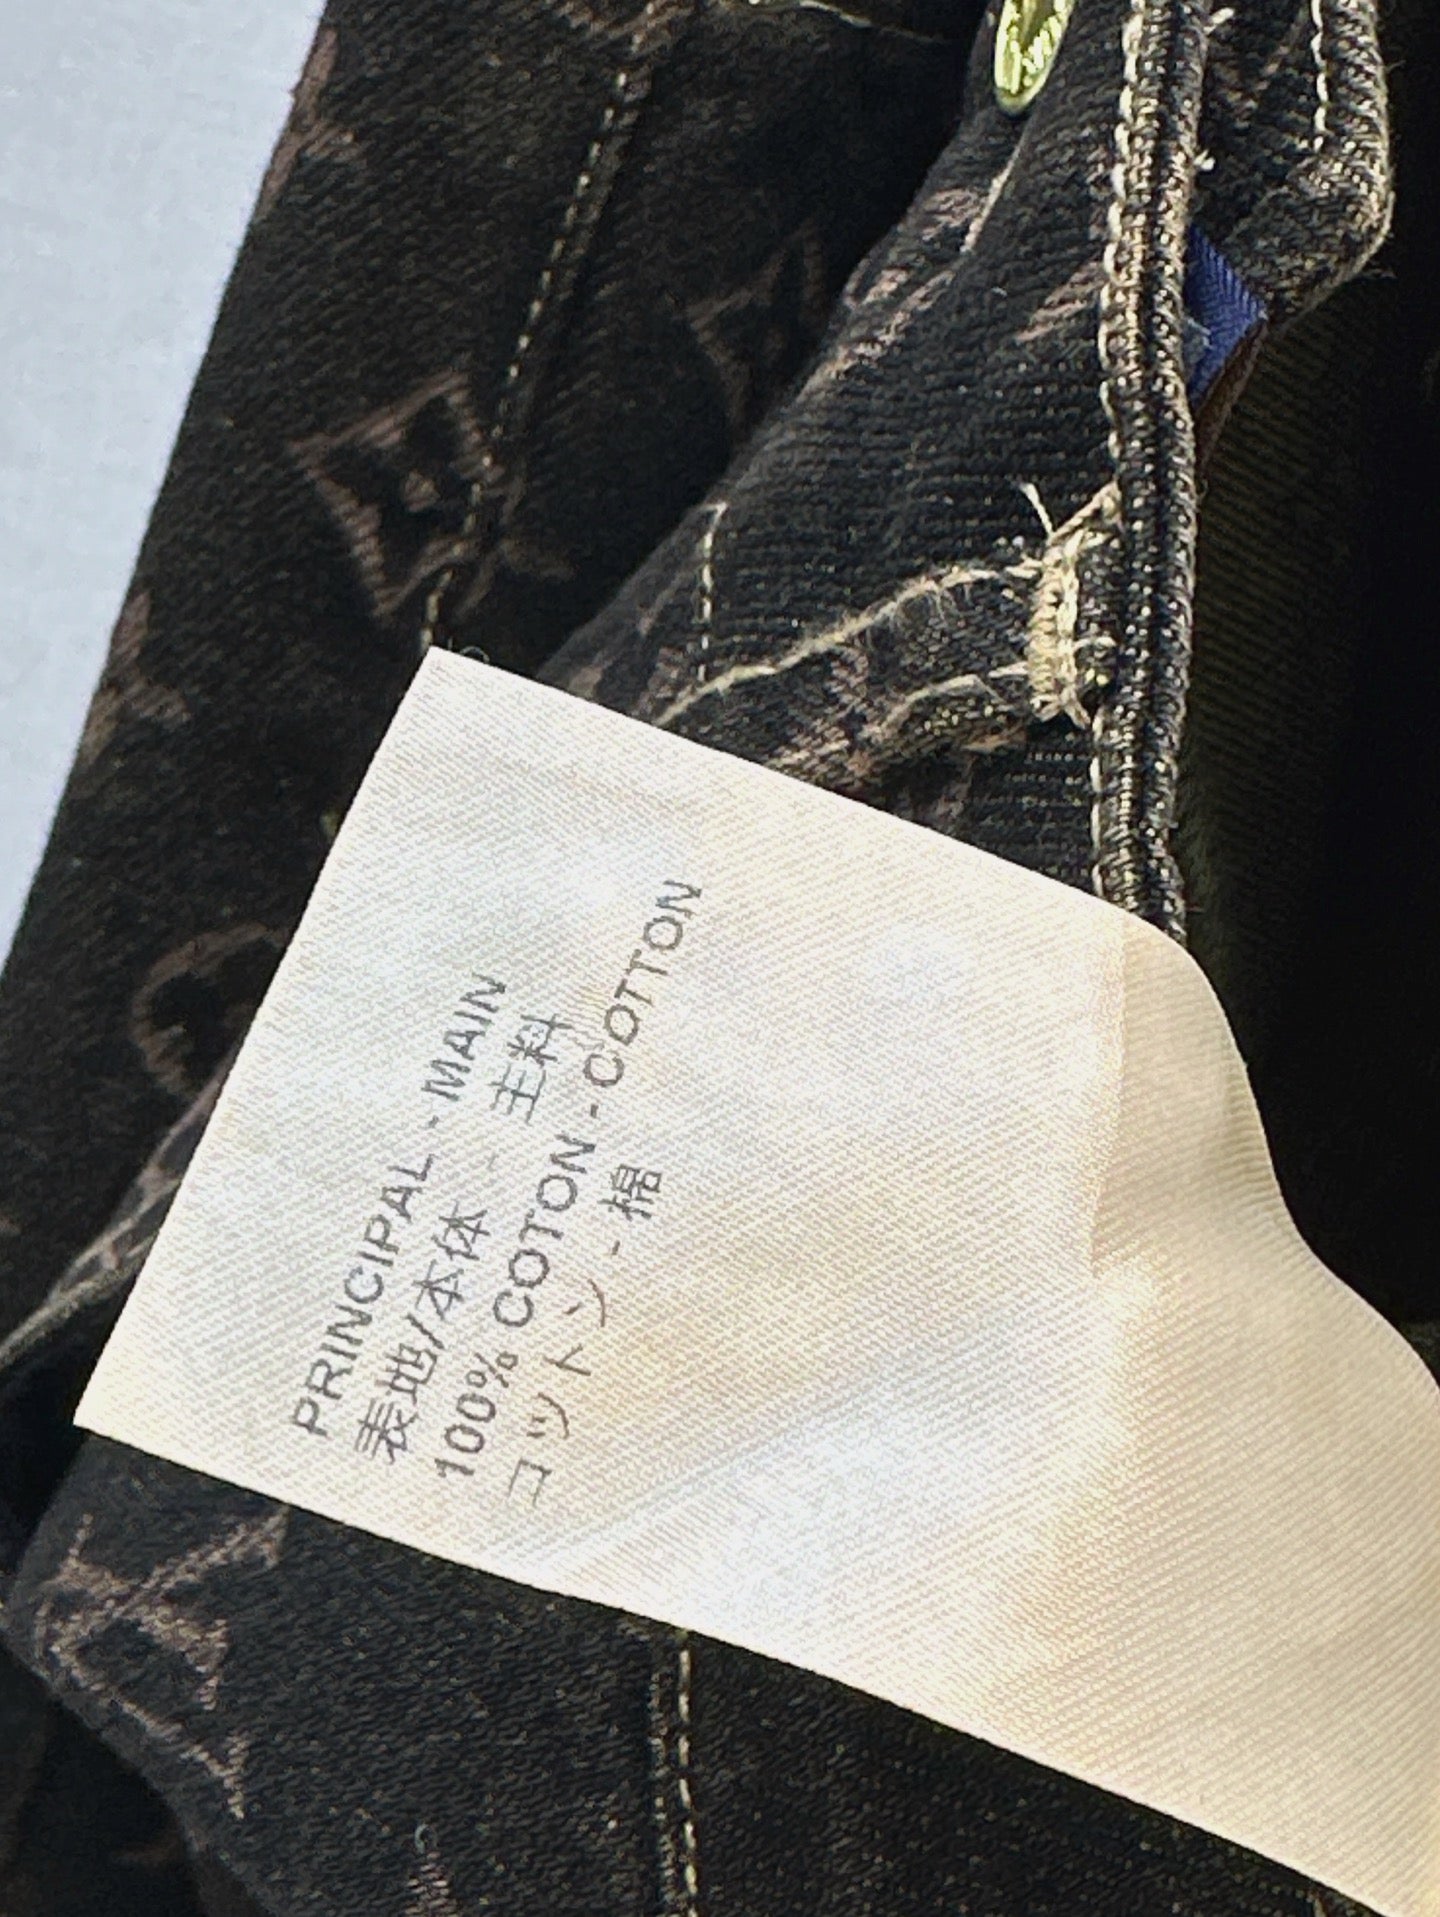 PRINCIPAL - MAIN
表地/本体 - 主料
100% COTON - COTTON
コットン - 棉